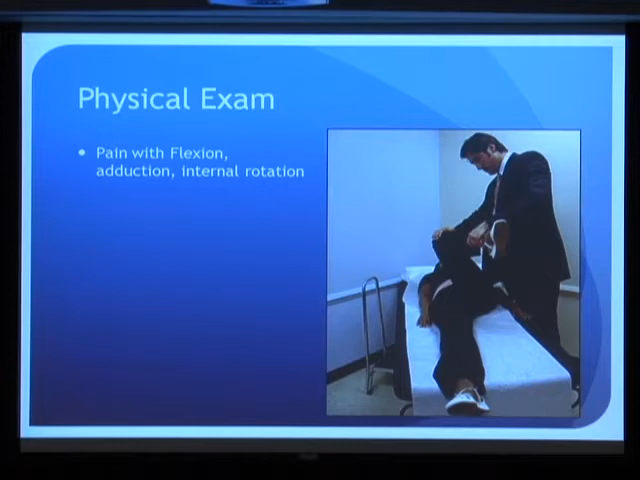 Physical Exam
Pain with Flexion,
adduction, internal rotation